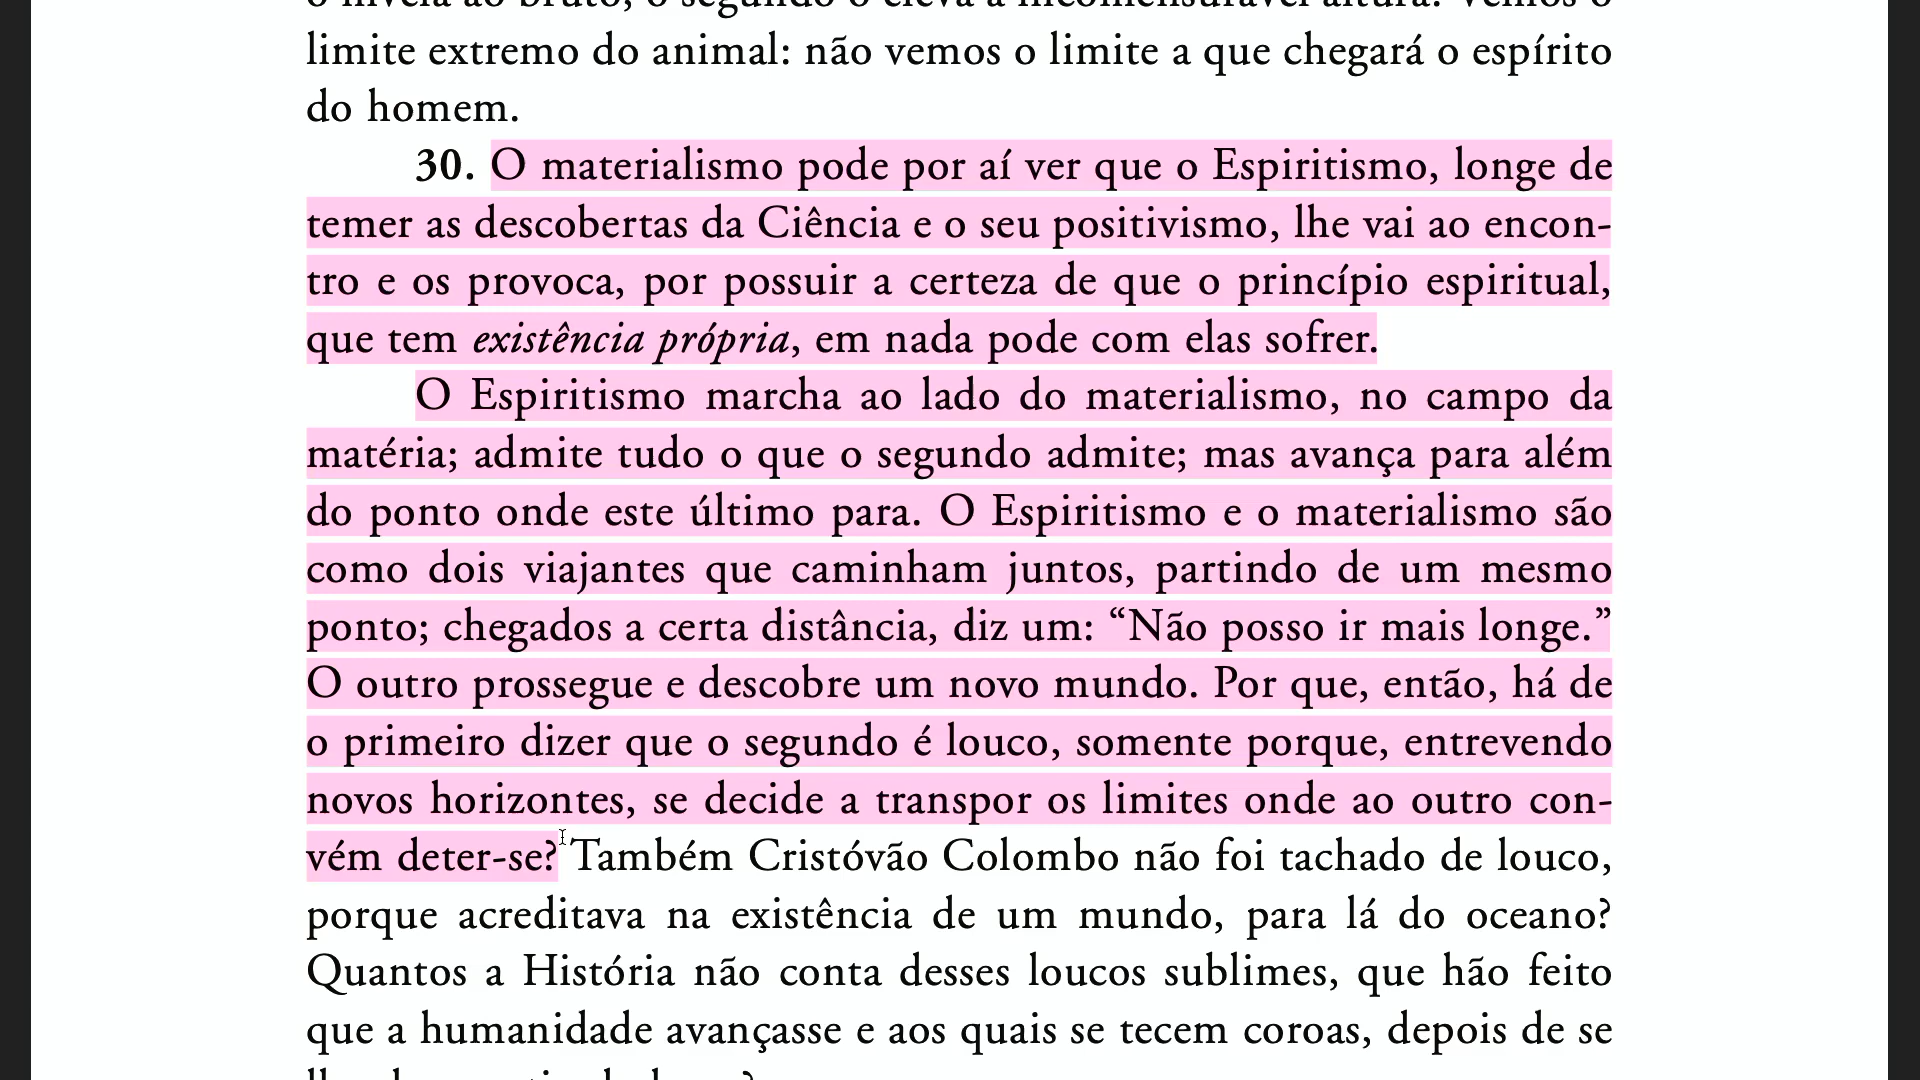 o nivela ao bruto, o segundo o eleva a incomensurável altura. Vemos o
limite extremo do animal: não vemos o limite a que chegará o espírito
do homem.
30. O materialismo pode por aí ver que o Espiritismo, longe de
temer as descobertas da Ciência e o seu positivismo, lhe vai ao encon-
tro e os provoca, por possuir a certeza de que o princípio espiritual,
que tem existência própria, em nada pode com elas sofrer.
O Espiritismo marcha ao lado do materialismo, no campo da
matéria; admite tudo o que o segundo admite; mas avança para além
do ponto onde este último para. O Espiritismo e o materialismo são
como dois viajantes que caminham juntos, partindo de um mesmo
ponto; chegados a certa distância, diz um: “Não posso ir mais longe.”
O outro prossegue e descobre um novo mundo. Por que, então, há de
o primeiro dizer que o segundo é louco, somente porque, entrevendo
novos horizontes, se decide a transpor os limites onde ao outro con-
vém deter-se? Também Cristóvão Colombo não foi tachado de louco,
porque acreditava na existência de um mundo, para lá do oceano?
Quantos a História não conta desses loucos sublimes, que hão feito
que a humanidade avançasse e aos quais se tecem coroas, depois de se